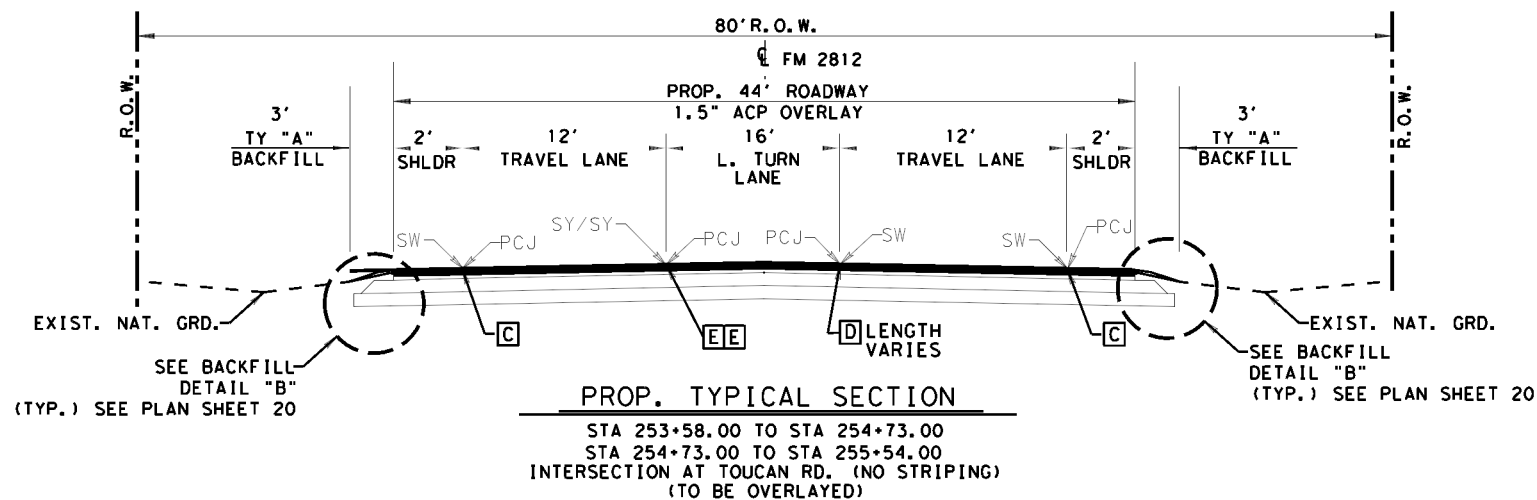 80' R.O.W.
℄ FM 2812
R.O.W.
R.O.W.
PROP. 44' ROADWAY
1.5" ACP OVERLAY
3'
TY "A"
BACKFILL
2'
SHLDR
12'
TRAVEL LANE
16'
L. TURN
LANE
12'
TRAVEL LANE
2'
SHLDR
3'
TY "A"
BACKFILL
SW
PCJ
SY/SY
PCJ
PCJ
SW
SW
PCJ
EXIST. NAT. GRD.
C
E E
D LENGTH
VARIES
C
EXIST. NAT. GRD.
SEE BACKFILL
DETAIL "B"
(TYP.) SEE PLAN SHEET 20
SEE BACKFILL
DETAIL "B"
(TYP.) SEE PLAN SHEET 20
PROP. TYPICAL SECTION
STA 253+58.00 TO STA 254+73.00
STA 254+73.00 TO STA 255+54.00
INTERSECTION AT TOUCAN RD. (NO STRIPING)
(TO BE OVERLAYED)